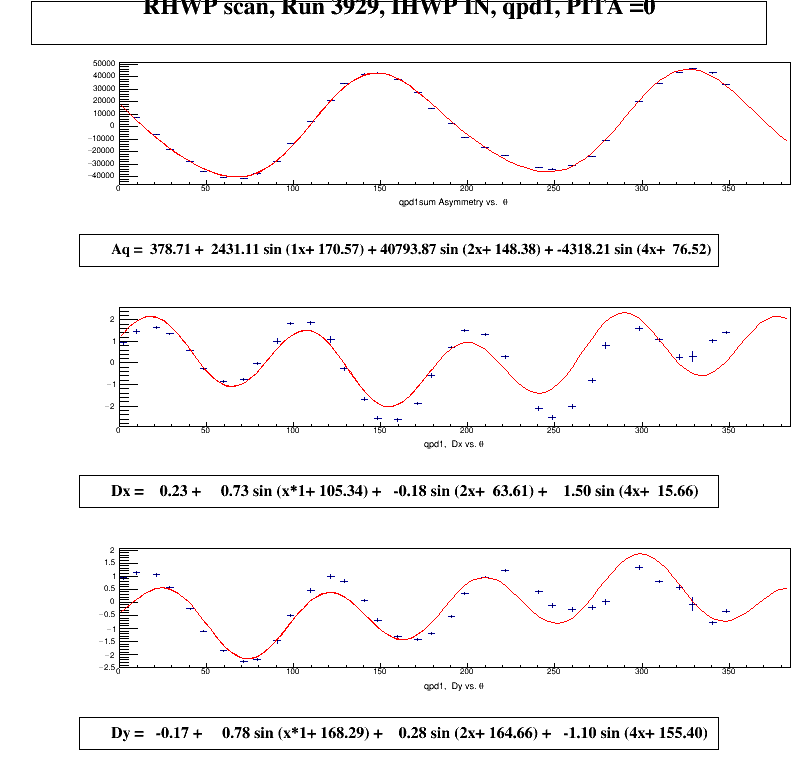 RHWP scan, Run 3929, IHWP IN, qpd1, PITA =0
50000
40000
30000
20000
10000
0
−10000
−20000
−30000
−40000
0 50 100 150 200 250 300 350
qpd1sum Asymmetry vs. θ
Aq = 378.71 + 2431.11 sin (1x+ 170.57) + 40793.87 sin (2x+ 148.38) + -4318.21 sin (4x+ 76.52)
2
1
0
−1
−2
0 50 100 150 200 250 300 350
qpd1, Dx vs. θ
Dx = 0.23 + 0.73 sin (x*1+ 105.34) + -0.18 sin (2x+ 63.61) + 1.50 sin (4x+ 15.66)
2
1.5
1
0.5
0
−0.5
−1
−1.5
−2
−2.5
0 50 100 150 200 250 300 350
qpd1, Dy vs. θ
Dy = -0.17 + 0.78 sin (x*1+ 168.29) + 0.28 sin (2x+ 164.66) + -1.10 sin (4x+ 155.40)